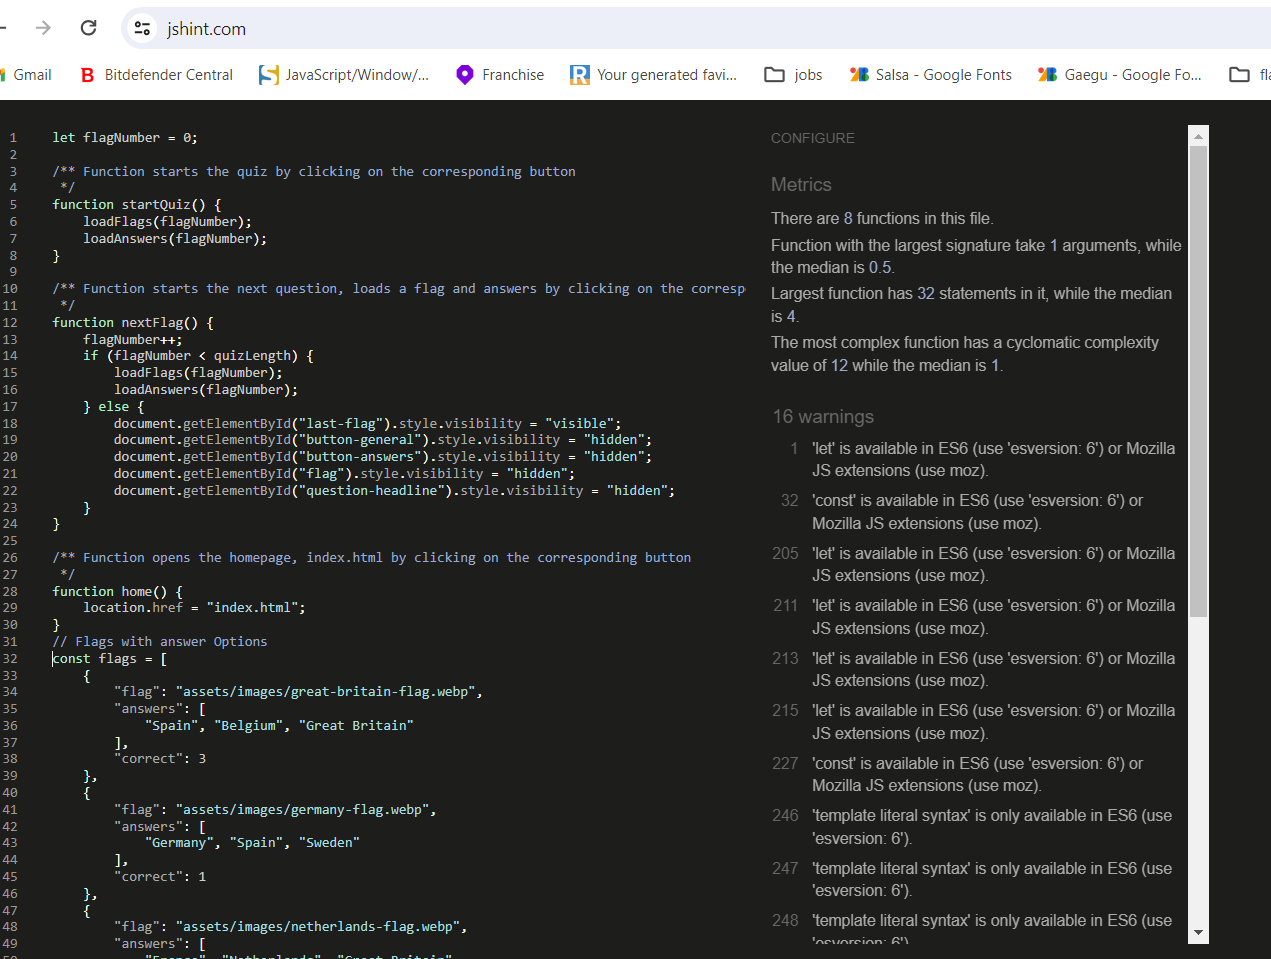 jshint.com
Gmail
B Bitdefender Central
JavaScript/Window/...
Franchise
R Your generated favi...
jobs
Salsa - Google Fonts
Gaegu - Google Fo...
1 let flagNumber = 0;
2
3 /** Function starts the quiz by clicking on the corresponding button
4 */
5 function startQuiz() {
6 loadFlags(flagNumber);
7 loadAnswers(flagNumber);
8 }
9
10 /** Function starts the next question, loads a flag and answers by clicking on the
11 */
12 function nextFlag() {
13 flagNumber++;
14 if (flagNumber < quizLength) {
15 loadFlags(flagNumber);
16 loadAnswers(flagNumber);
17 } else {
18 document.getElementById("last-flag").style.visibility = "visible";
19 document.getElementById("button-general").style.visibility = "hidden";
20 document.getElementById("button-answers").style.visibility = "hidden";
21 document.getElementById("flag").style.visibility = "hidden";
22 document.getElementById("question-headline").style.visibility = "hidden";
23 }
24 }
25
26 /** Function opens the homepage, index.html by clicking on the corresponding button
27 */
28 function home() {
29 location.href = "index.html";
30 }
31 // Flags with answer Options
32 const flags = [
33 {
34 "flag": "assets/images/great-britain-flag.webp",
35 "answers": [
36 "Spain", "Belgium", "Great Britain"
37 ],
38 "correct": 3
39 },
40 {
41 "flag": "assets/images/germany-flag.webp",
42 "answers": [
43 "Germany", "Spain", "Sweden"
44 ],
45 "correct": 1
46 },
47 {
48 "flag": "assets/images/netherlands-flag.webp",
49 "answers": [
CONFIGURE
Metrics
There are 8 functions in this file.
Function with the largest signature take 1 arguments, while
the median is 0.5.
Largest function has 32 statements in it, while the median
is 4.
The most complex function has a cyclomatic complexity
value of 12 while the median is 1.
16 warnings
1 'let' is available in ES6 (use 'esversion: 6') or Mozilla
JS extensions (use moz).
32 'const' is available in ES6 (use 'esversion: 6') or
Mozilla JS extensions (use moz).
205 'let' is available in ES6 (use 'esversion: 6') or Mozilla
JS extensions (use moz).
211 'let' is available in ES6 (use 'esversion: 6') or Mozilla
JS extensions (use moz).
213 'let' is available in ES6 (use 'esversion: 6') or Mozilla
JS extensions (use moz).
215 'let' is available in ES6 (use 'esversion: 6') or Mozilla
JS extensions (use moz).
227 'const' is available in ES6 (use 'esversion: 6') or
Mozilla JS extensions (use moz).
246 'template literal syntax' is only available in ES6 (use
'esversion: 6').
247 'template literal syntax' is only available in ES6 (use
'esversion: 6').
248 'template literal syntax' is only available in ES6 (use